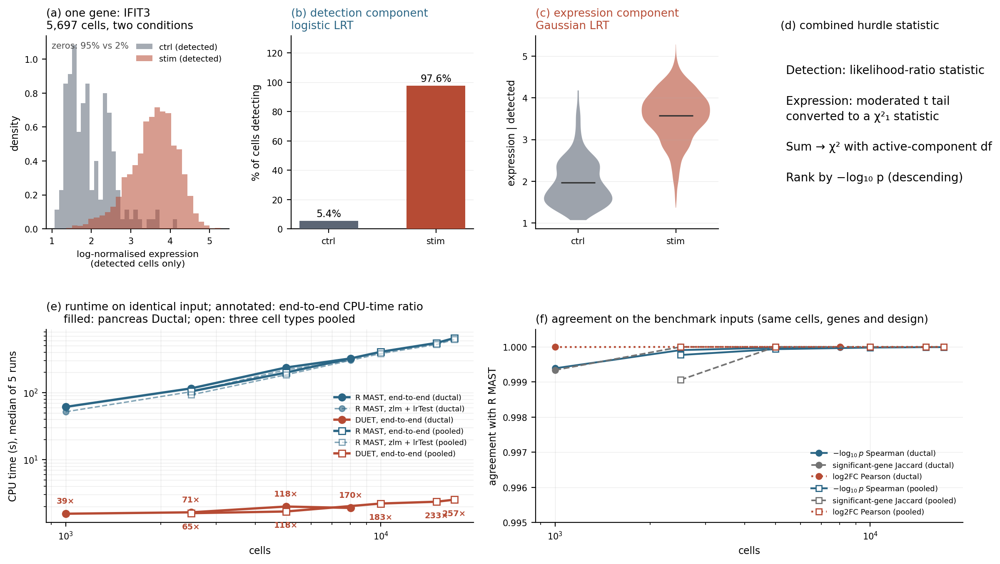 (a) one gene: IFIT3
5,697 cells, two conditions
zeros: 95% vs 2%
ctrl (detected)
stim (detected)
density
1.0
0.8
0.6
0.4
0.2
0.0
1 2 3 4 5
log-normalised expression
(detected cells only)
(b) detection component
logistic LRT
% of cells detecting
120
100
80
60
40
20
0
5.4%
97.6%
ctrl stim
(c) expression component
Gaussian LRT
expression | detected
5
4
3
2
1
ctrl stim
(d) combined hurdle statistic
Detection: likelihood-ratio statistic
Expression: moderated t tail
converted to a χ²₁ statistic
Sum → χ² with active-component df
Rank by −log₁₀ p (descending)
(e) runtime on identical input; annotated: end-to-end CPU-time ratio
filled: pancreas Ductal; open: three cell types pooled
CPU time (s), median of 5 runs
10²
10¹
R MAST, end-to-end (ductal)
R MAST, zlm + lrTest (ductal)
DUET, end-to-end (ductal)
R MAST, end-to-end (pooled)
R MAST, zlm + lrTest (pooled)
DUET, end-to-end (pooled)
39× 71× 118× 170×
65× 118× 183× 233× 257×
10³ 10⁴
cells
(f) agreement on the benchmark inputs (same cells, genes and design)
agreement with R MAST
1.000
0.999
0.998
0.997
0.996
0.995
−log₁₀ p Spearman (ductal)
significant-gene Jaccard (ductal)
log2FC Pearson (ductal)
−log₁₀ p Spearman (pooled)
significant-gene Jaccard (pooled)
log2FC Pearson (pooled)
10³ 10⁴
cells